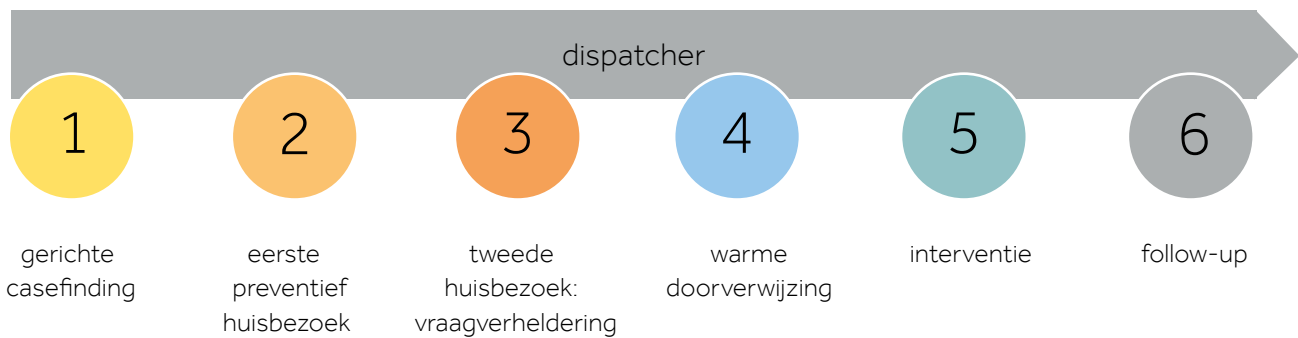 dispatcher
1
2
3
4
5
6
gerichte
casefinding
eerste
preventief
huisbezoek
tweede
huisbezoek:
vraagverheldering
warme
doorverwijzing
interventie
follow-up